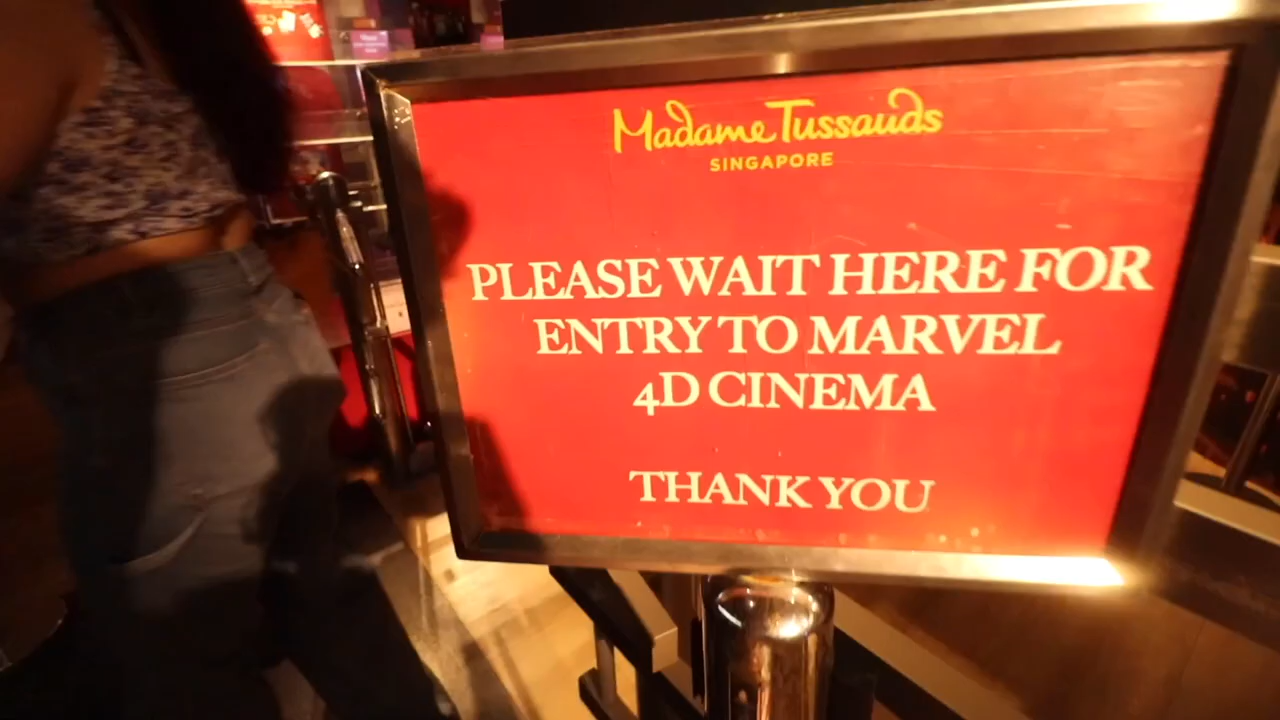 Madame Tussauds
SINGAPORE
PLEASE WAIT HERE FOR
ENTRY TO MARVEL
4D CINEMA
THANK YOU